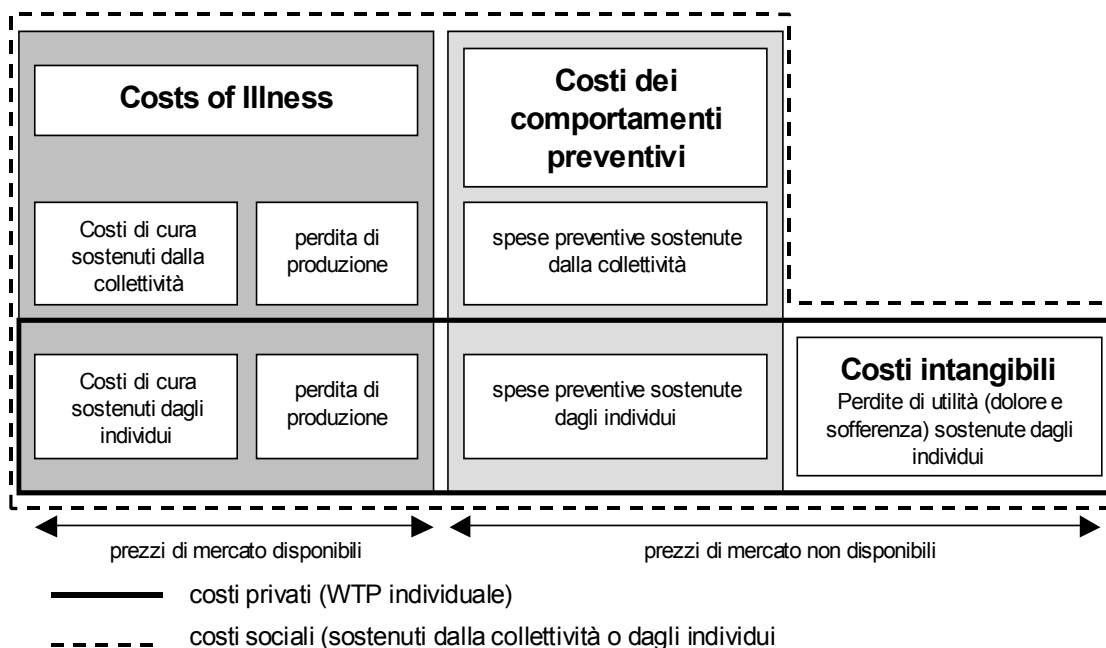 Costs of Illness
Costi dei
comportamenti
preventivi
Costi di cura
sostenuti dalla
collettività
perdita di
produzione
spese preventive sostenute
dalla collettività
Costi di cura
sostenuti dagli
individui
perdita di
produzione
spese preventive sostenute
dagli individui
Costi intangibili
Perdite di utilità (dolore e
sofferenza) sostenute dagli
individui
prezzi di mercato disponibili
prezzi di mercato non disponibili
costi privati (WTP individuale)
costi sociali (sostenuti dalla collettività o dagli individui